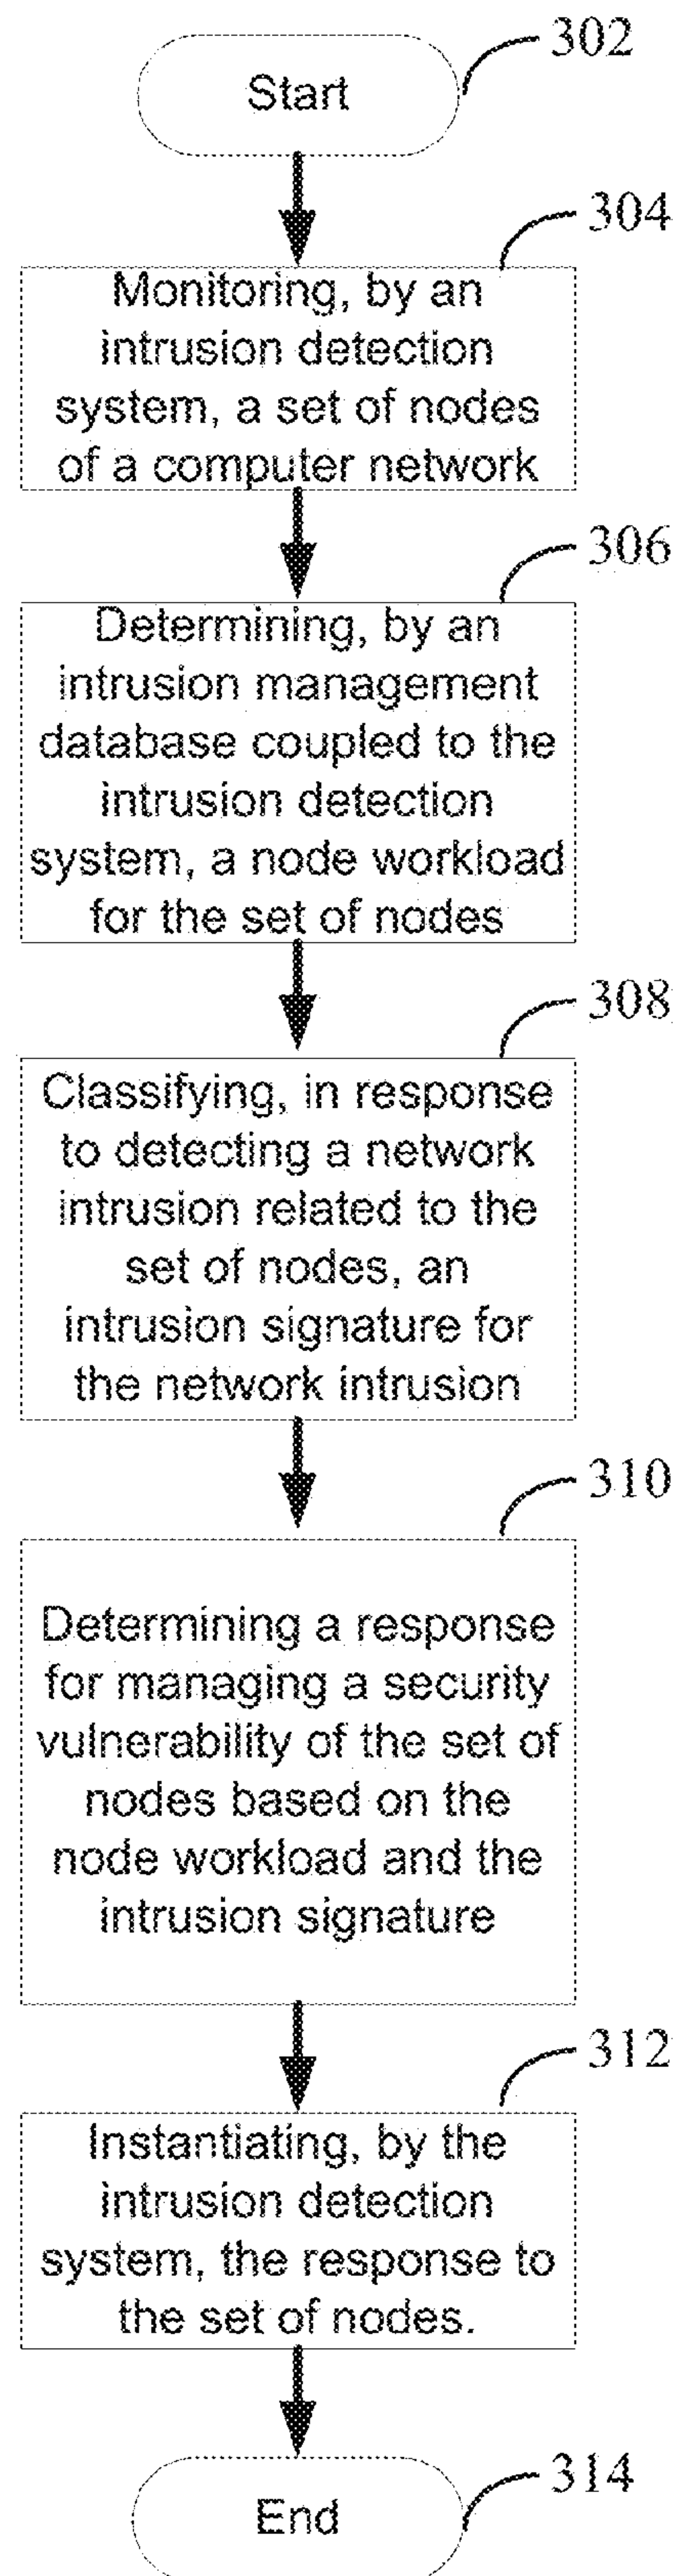 302
Start
304
Monitoring, by an
intrusion detection
system, a set of nodes
of a computer network
306
Determining, by an
intrusion management
database coupled to the
intrusion detection
system, a node workload
for the set of nodes
308
Classifying, in response
to detecting a network
intrusion related to the
set of nodes, an
intrusion signature for
the network intrusion
310
Determining a response
for managing a security
vulnerability of the set of
nodes based on the
node workload and the
intrusion signature
312
Instantiating, by the
intrusion detection
system, the response to
the set of nodes.
314
End